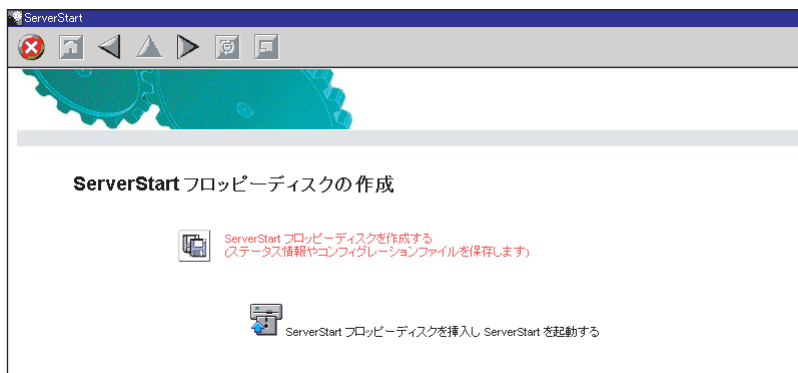 ServerStart
ServerStart フロッピーディスクの作成
ServerStart フロッピーディスクを作成する
(ステータス情報やコンフィグレーションファイルを保存します)
ServerStart フロッピーディスクを挿入し ServerStart を起動する